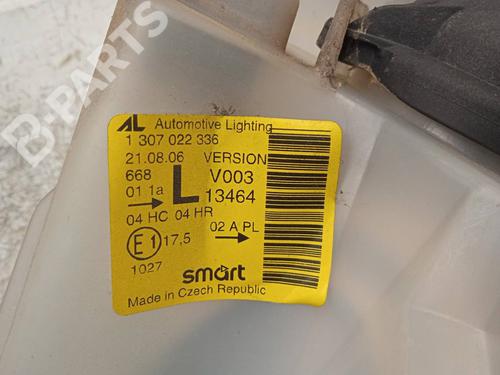 B-PARTS
AL Automotive Lighting
1 307 022 336
21.08.06 VERSION
668 L V003
01 1a 13464
04 HC 04 HR
E1 17,5 02 A PL
1027
smart
Made in Czech Republic